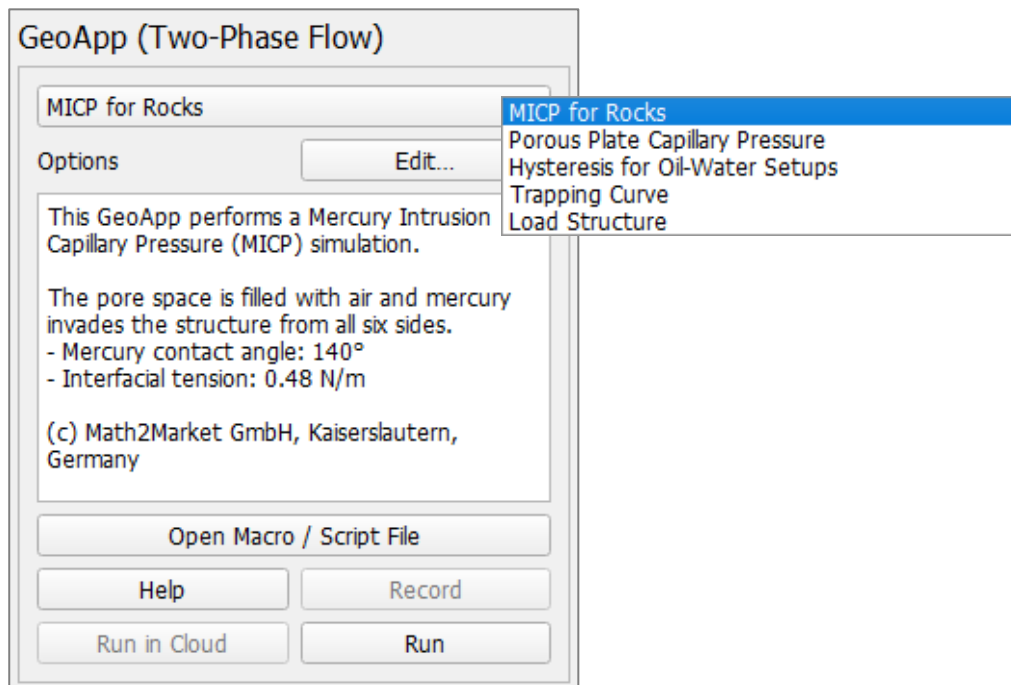 GeoApp (Two-Phase Flow)
MICP for Rocks
MICP for Rocks
Porous Plate Capillary Pressure
Hysteresis for Oil-Water Setups
Trapping Curve
Load Structure
Options
Edit...
This GeoApp performs a Mercury Intrusion
Capillary Pressure (MICP) simulation.
The pore space is filled with air and mercury
invades the structure from all six sides.
- Mercury contact angle: 140°
- Interfacial tension: 0.48 N/m
(c) Math2Market GmbH, Kaiserslautern,
Germany
Open Macro / Script File
Help
Record
Run in Cloud
Run